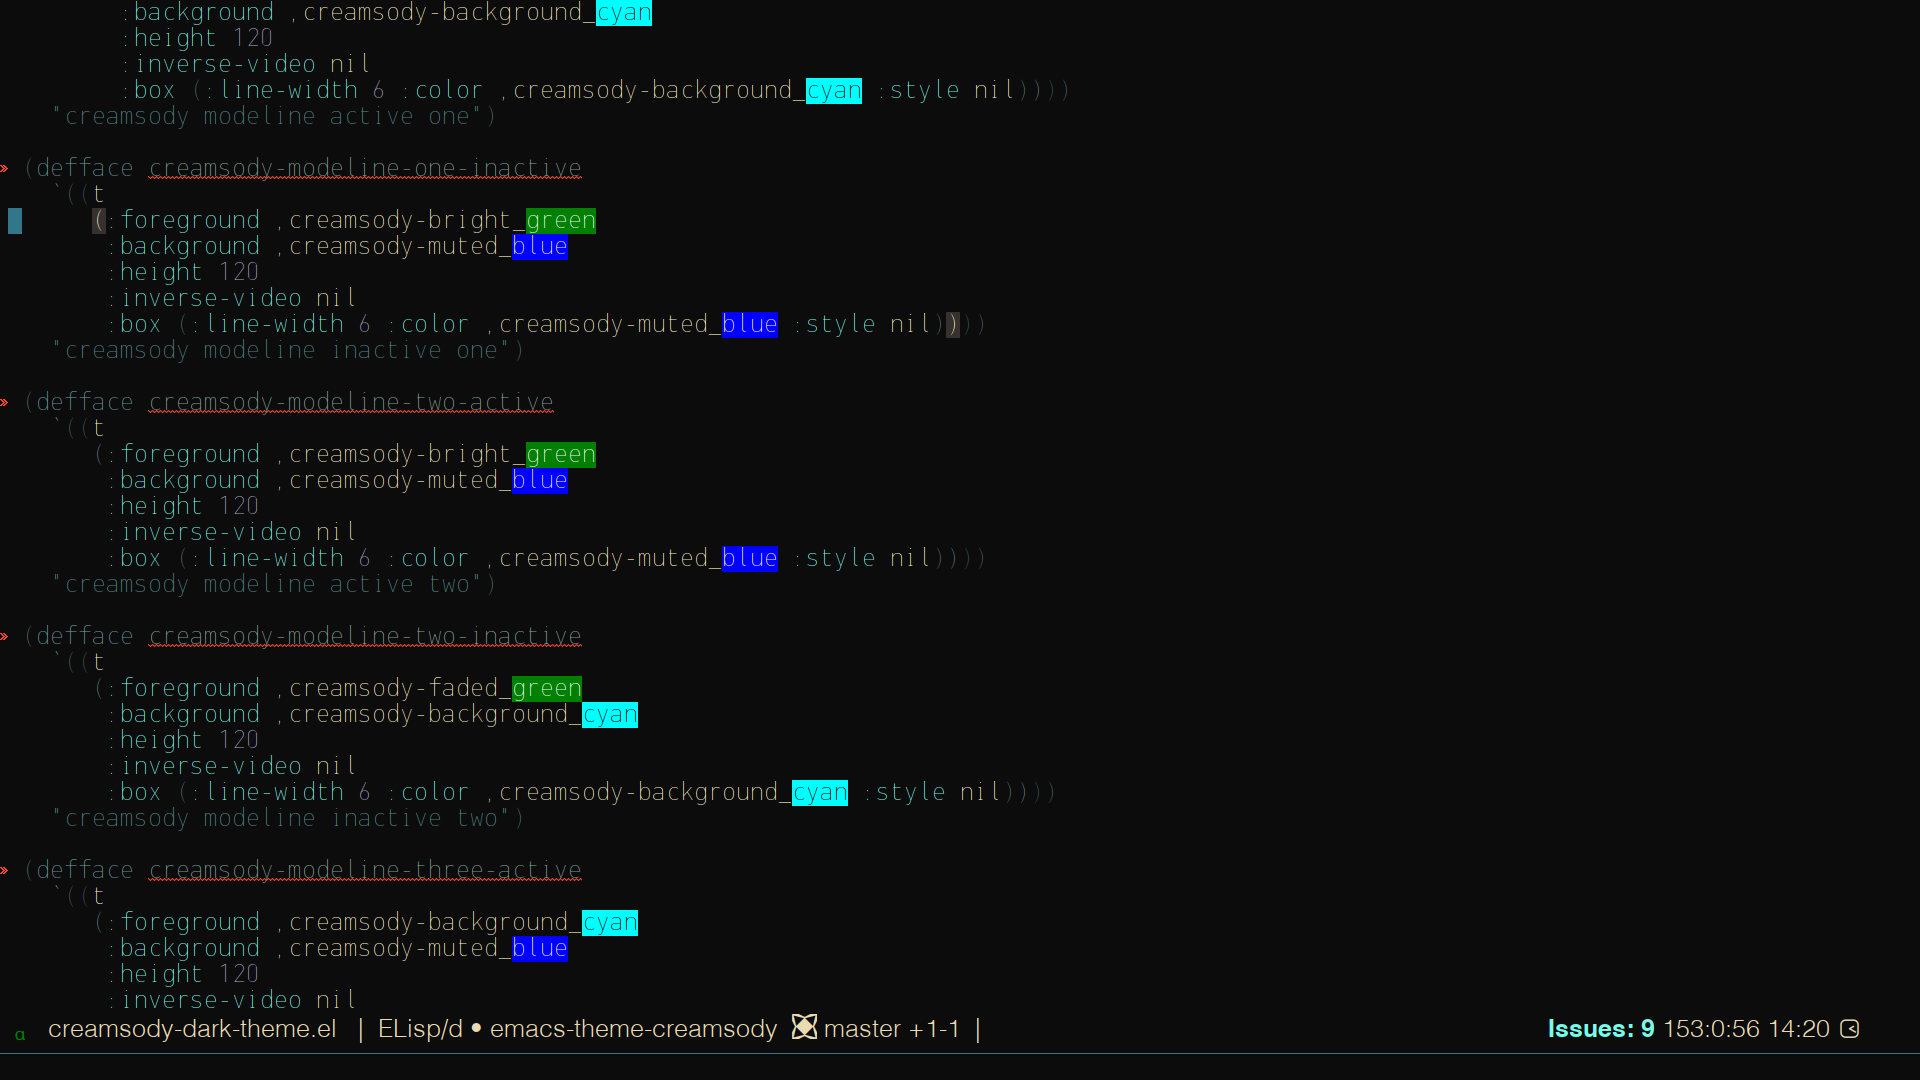 :background ,creamsody-background_cyan
:height 120
:inverse-video nil
:box (:line-width 6 :color ,creamsody-background_cyan :style nil))))
"creamsody modeline active one")
» (defface creamsody-modeline-one-inactive
`((t
(:foreground ,creamsody-bright_green
:background ,creamsody-muted_blue
:height 120
:inverse-video nil
:box (:line-width 6 :color ,creamsody-muted_blue :style nil))))
"creamsody modeline inactive one")
» (defface creamsody-modeline-two-active
`((t
(:foreground ,creamsody-bright_green
:background ,creamsody-muted_blue
:height 120
:inverse-video nil
:box (:line-width 6 :color ,creamsody-muted_blue :style nil))))
"creamsody modeline active two")
» (defface creamsody-modeline-two-inactive
`((t
(:foreground ,creamsody-faded_green
:background ,creamsody-background_cyan
:height 120
:inverse-video nil
:box (:line-width 6 :color ,creamsody-background_cyan :style nil))))
"creamsody modeline inactive two")
» (defface creamsody-modeline-three-active
`((t
(:foreground ,creamsody-background_cyan
:background ,creamsody-muted_blue
:height 120
:inverse-video nil
α creamsody-dark-theme.el | ELisp/d • emacs-theme-creamsody master +1-1 | Issues: 9 153:0:56 14:20